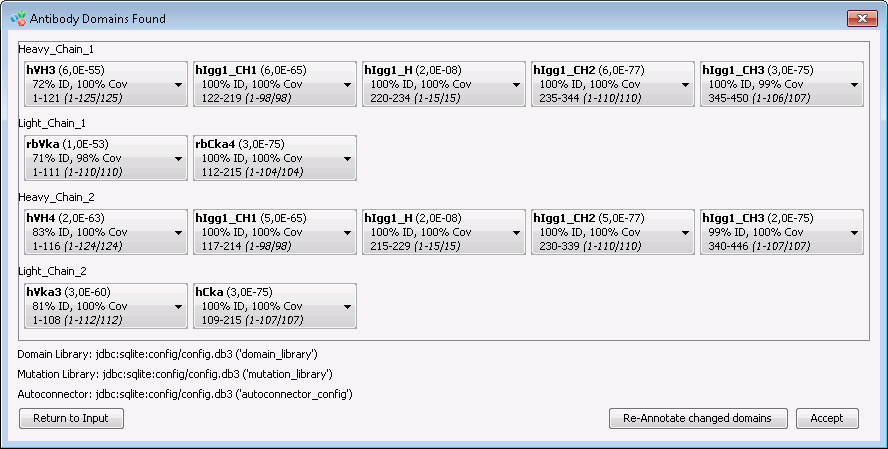 Antibody Domains Found
Heavy_Chain_1
hVH3 (6,0E-55)
72% ID, 100% Cov
1-121 (1-125/125)
hIgg1_CH1 (6,0E-65)
100% ID, 100% Cov
122-219 (1-98/98)
hIgg1_H (2,0E-08)
100% ID, 100% Cov
220-234 (1-15/15)
hIgg1_CH2 (6,0E-77)
100% ID, 100% Cov
235-344 (1-110/110)
hIgg1_CH3 (3,0E-75)
100% ID, 99% Cov
345-450 (1-106/107)
Light_Chain_1
rbVka (1,0E-53)
71% ID, 98% Cov
1-111 (1-110/110)
rbCka4 (3,0E-75)
100% ID, 100% Cov
112-215 (1-104/104)
Heavy_Chain_2
hVH4 (2,0E-63)
83% ID, 100% Cov
1-116 (1-124/124)
hIgg1_CH1 (5,0E-65)
100% ID, 100% Cov
117-214 (1-98/98)
hIgg1_H (2,0E-08)
100% ID, 100% Cov
215-229 (1-15/15)
hIgg1_CH2 (5,0E-77)
100% ID, 100% Cov
230-339 (1-110/110)
hIgg1_CH3 (2,0E-75)
99% ID, 100% Cov
340-446 (1-107/107)
Light_Chain_2
hVka3 (3,0E-60)
81% ID, 100% Cov
1-108 (1-112/112)
hCka (3,0E-75)
100% ID, 100% Cov
109-215 (1-107/107)
Domain Library: jdbc:sqlite:config/config.db3 ('domain_library')
Mutation Library: jdbc:sqlite:config/config.db3 ('mutation_library')
Autoconnector: jdbc:sqlite:config/config.db3 ('autoconnector_config')
Return to Input
Re-Annotate changed domains
Accept